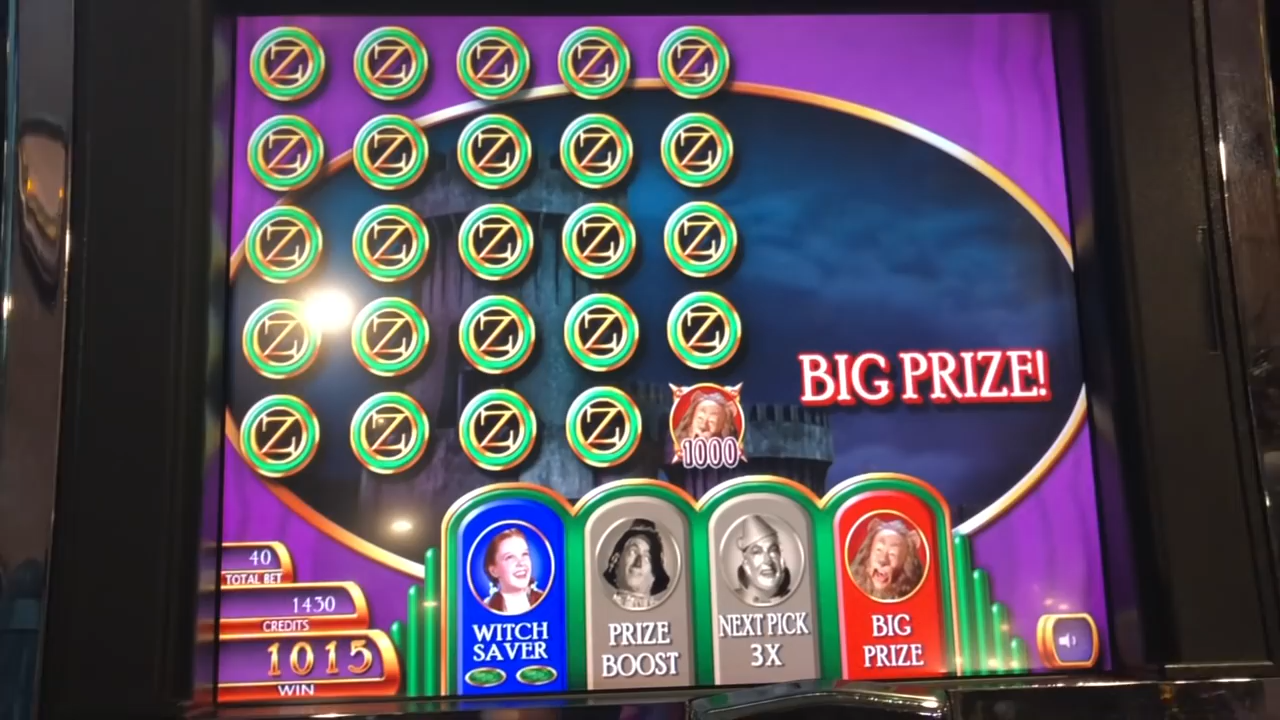 Z Z Z Z Z
Z Z Z Z Z
Z Z Z Z Z
Z Z Z Z Z
Z Z Z Z
BIG PRIZE!
1000
40
TOTAL BET
1430
CREDITS
1015
WIN
WITCH
SAVER
PRIZE
BOOST
NEXT PICK
3X
BIG
PRIZE